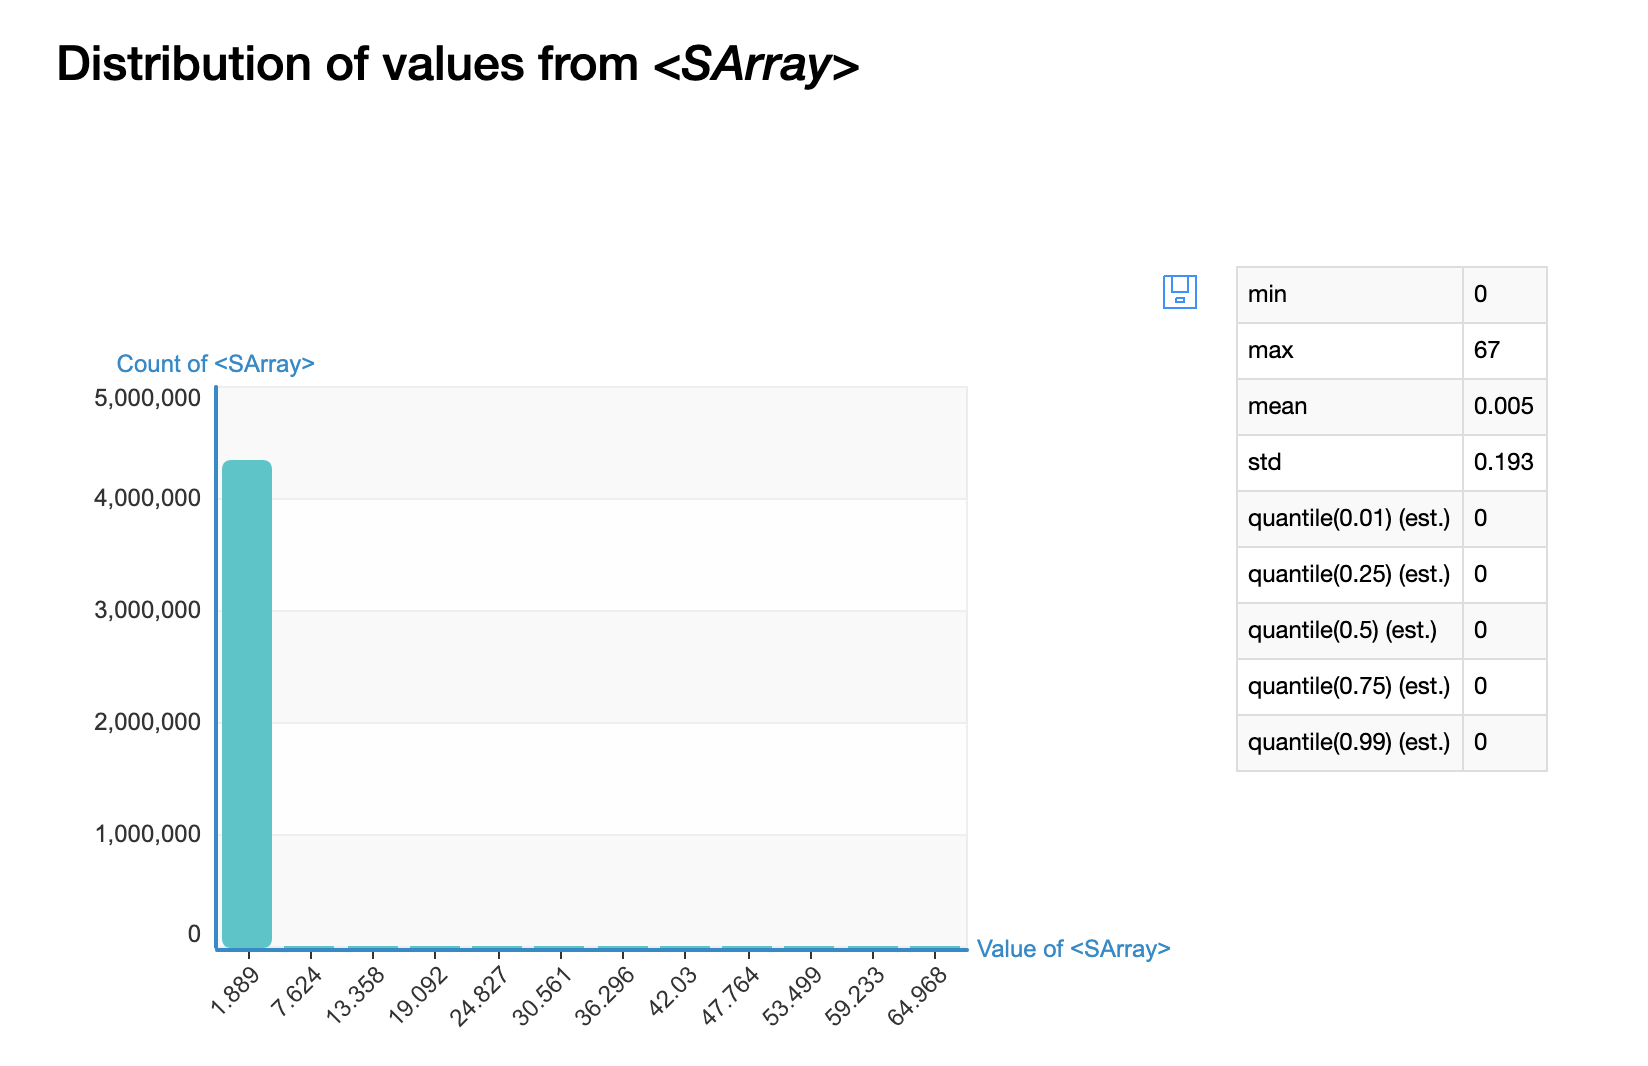 Distribution of values from <SArray>
Count of <SArray>
5,000,000
4,000,000
3,000,000
2,000,000
1,000,000
0
1.889 7.624 13.358 19.092 24.827 30.561 36.296 42.03 47.764 53.499 59.233 64.968
Value of <SArray>
min 0
max 67
mean 0.005
std 0.193
quantile(0.01) (est.) 0
quantile(0.25) (est.) 0
quantile(0.5) (est.) 0
quantile(0.75) (est.) 0
quantile(0.99) (est.) 0